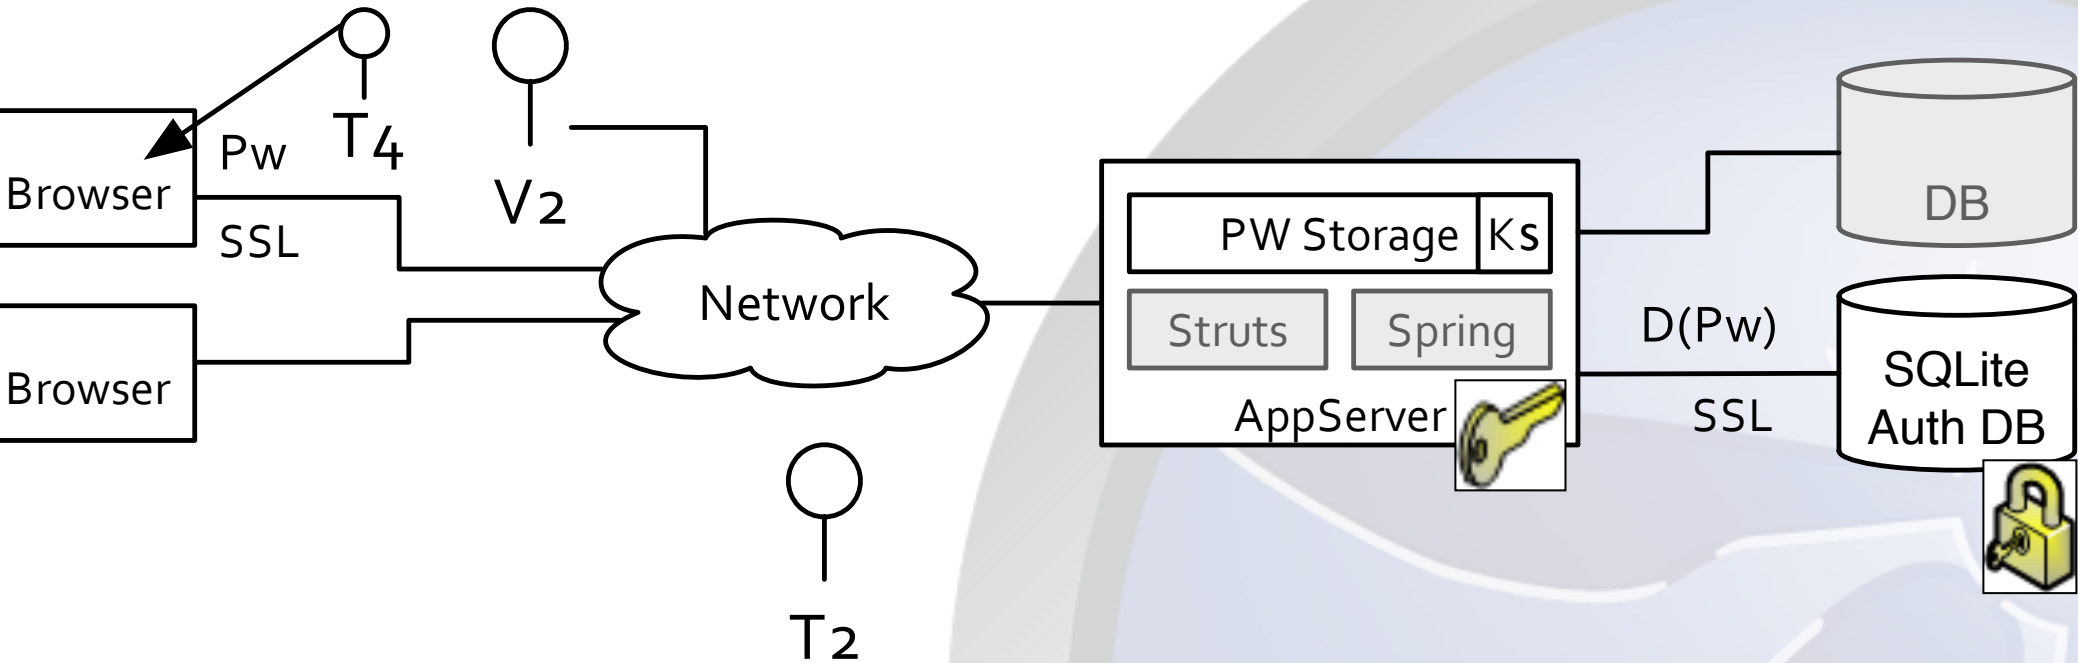 T4
V2
Pw
Browser
SSL
Browser
Network
T2
PW Storage Ks
Struts Spring
AppServer
DB
D(Pw)
SSL
SQLite
Auth DB